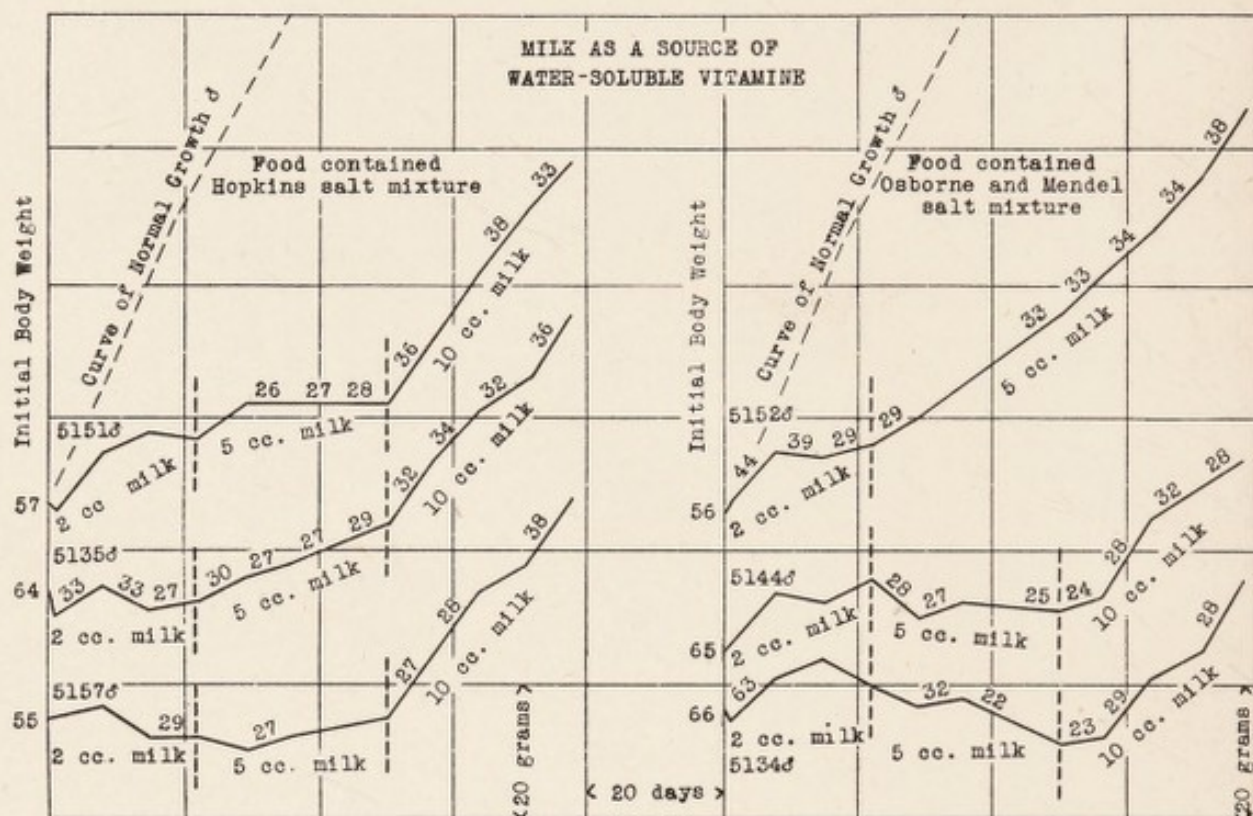 MILK AS A SOURCE OF
WATER-SOLUBLE VITAMINE
Initial Body Weight
Curve of Normal Growth ♂
Food contained
Hopkins salt mixture
5151♂
57
2 cc milk
26 27 28
5 cc. milk
36 38 33
10 cc. milk
5135♂
64
33 33 27
2 cc. milk
30 27 27 29
5 cc. milk
32 34 32 36
10 cc. milk
5157♂
55
29
2 cc. milk
27
5 cc. milk
27 28 38
10 cc. milk
<20 grams>
< 20 days >
Initial Body Weight
Curve of Normal Growth ♂
Food contained
Osborne and Mendel
salt mixture
5152♂
56
44 39 29
2 cc. milk
29 33 33 34 34 38
5 cc. milk
5144♂
65
2 cc. milk
28 27 25
5 cc. milk
24 28 32 28
10 cc. milk
66
63
2 cc. milk
5134♂
32 22
5 cc. milk
23 29 28
10 cc. milk
<20 grams>